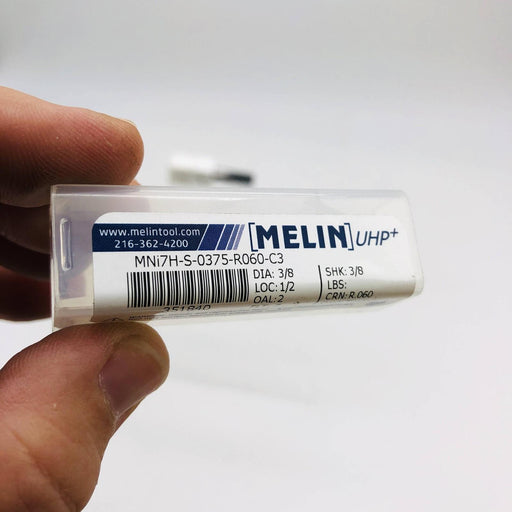 www.melintool.com
216-362-4200
[MELIN] UHP+
MNi7H-S-0375-R060-C3
DIA: 3/8
LOC: 1/2
OAL: 2
SHK: 3/8
LBS:
CRN: R.060
351840